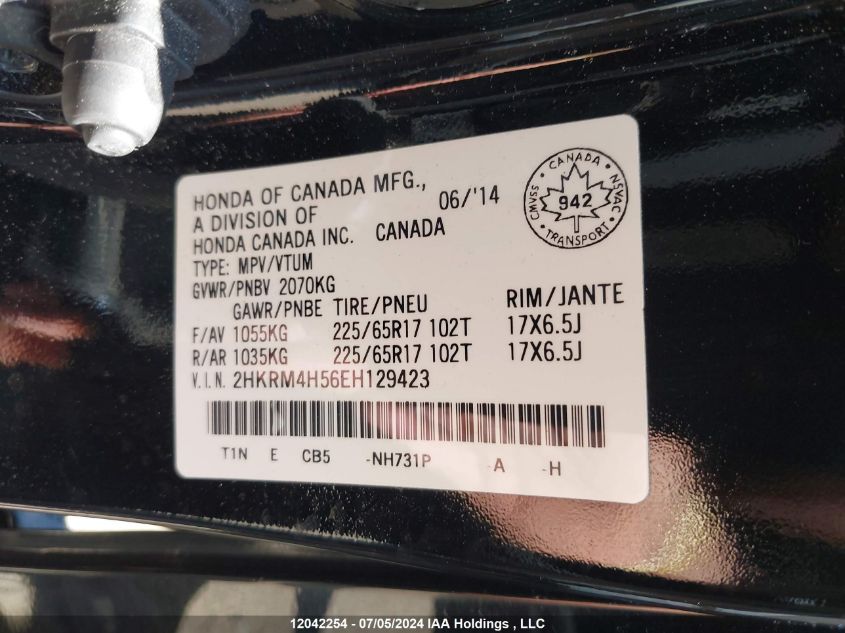 HONDA OF CANADA MFG.,
A DIVISION OF
HONDA CANADA INC. CANADA
06/'14
CANADA
CMVSS 942 NSVAC
TRANSPORT
TYPE: MPV/VTUM
GVWR/PNBV 2070KG
GAWR/PNBE TIRE/PNEU RIM/JANTE
F/AV 1055KG 225/65R17 102T 17X6.5J
R/AR 1035KG 225/65R17 102T 17X6.5J
V.I.N. 2HKRM4H56EH129423
T1N E CB5 -NH731P -A -H
12042254 - 07/05/2024 IAA Holdings , LLC